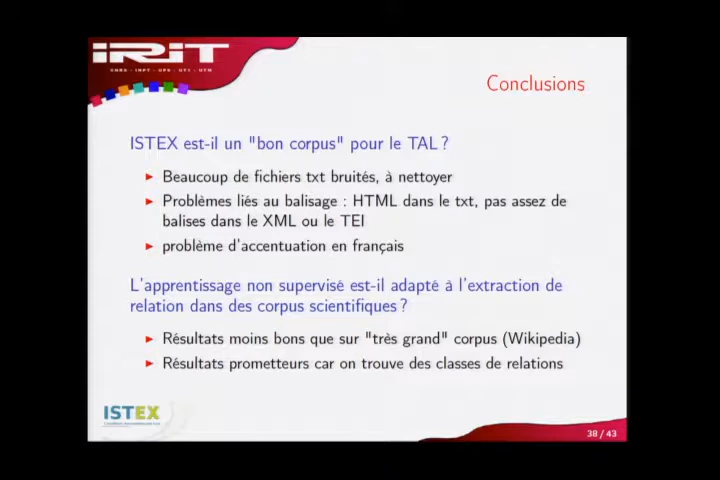 IRIT
CNRS - INPT - UPS - UT1 - UTM
Conclusions
ISTEX est-il un "bon corpus" pour le TAL ?
Beaucoup de fichiers txt bruités, à nettoyer
Problèmes liés au balisage : HTML dans le txt, pas assez de
balises dans le XML ou le TEI
problème d'accentuation en français
L'apprentissage non supervisé est-il adapté à l'extraction de
relation dans des corpus scientifiques ?
Résultats moins bons que sur "très grand" corpus (Wikipedia)
Résultats prometteurs car on trouve des classes de relations
ISTEX
38 / 43